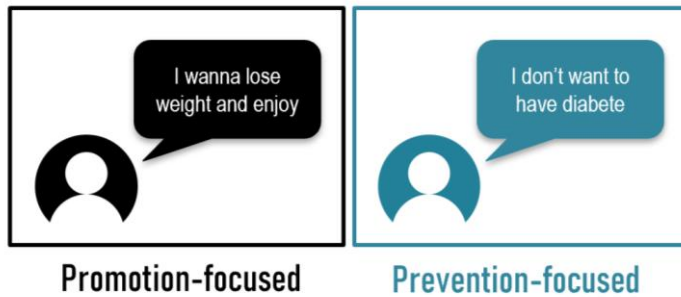 I wanna lose
weight and enjoy
Promotion-focused
I don't want to
have diabete
Prevention-focused